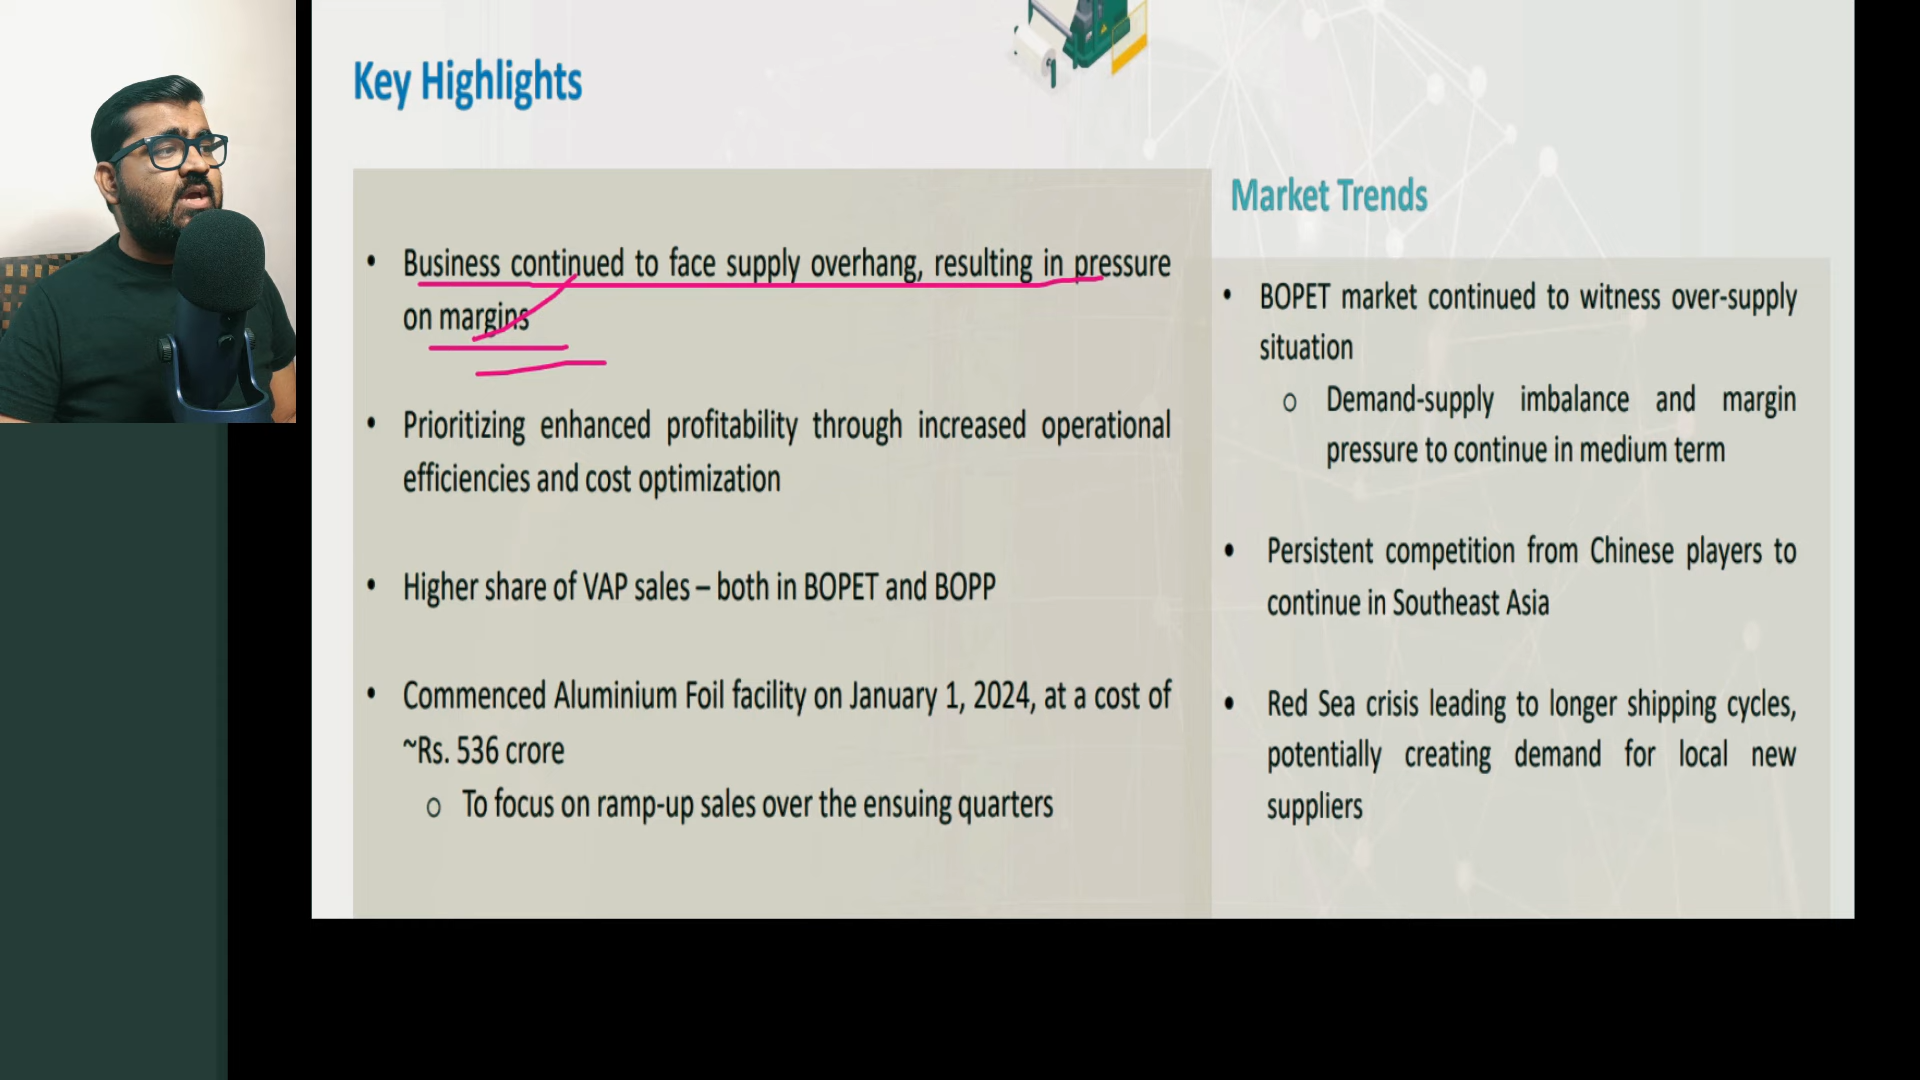 Key Highlights
• Business continued to face supply overhang, resulting in pressure
on margins
• Prioritizing enhanced profitability through increased operational
efficiencies and cost optimization
• Higher share of VAP sales – both in BOPET and BOPP
• Commenced Aluminium Foil facility on January 1, 2024, at a cost of
~Rs. 536 crore
o To focus on ramp-up sales over the ensuing quarters
Market Trends
• BOPET market continued to witness over-supply
situation
o Demand-supply imbalance and margin
pressure to continue in medium term
• Persistent competition from Chinese players to
continue in Southeast Asia
• Red Sea crisis leading to longer shipping cycles,
potentially creating demand for local new
suppliers